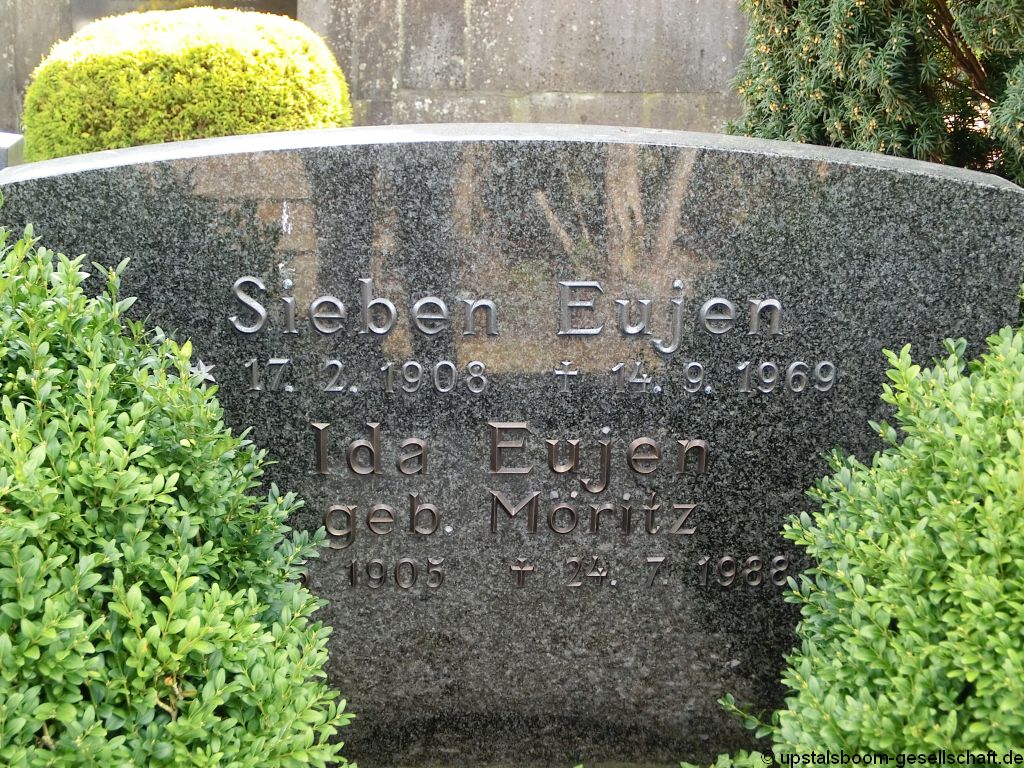 Sieben Eujen
* 17. 2. 1908 ✝ 14. 9. 1969
Ida Eujen
geb. Möritz
1905 ✝ 24. 7. 1988
© upstalsboom-gesellschaft.de